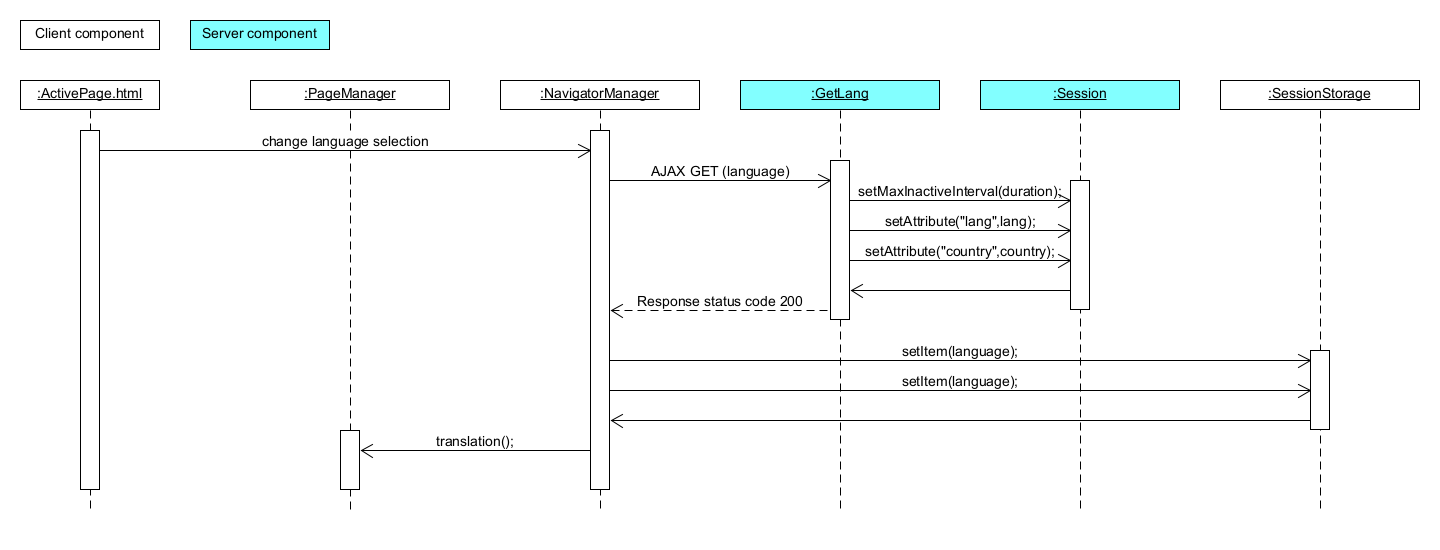 Client component
Server component
:ActivePage.html
:PageManager
:NavigatorManager
:GetLang
:Session
:SessionStorage
change language selection
AJAX GET (language)
setMaxInactiveInterval(duration);
setAttribute("lang",lang);
setAttribute("country",country);
Response status code 200
setItem(language);
setItem(language);
translation();